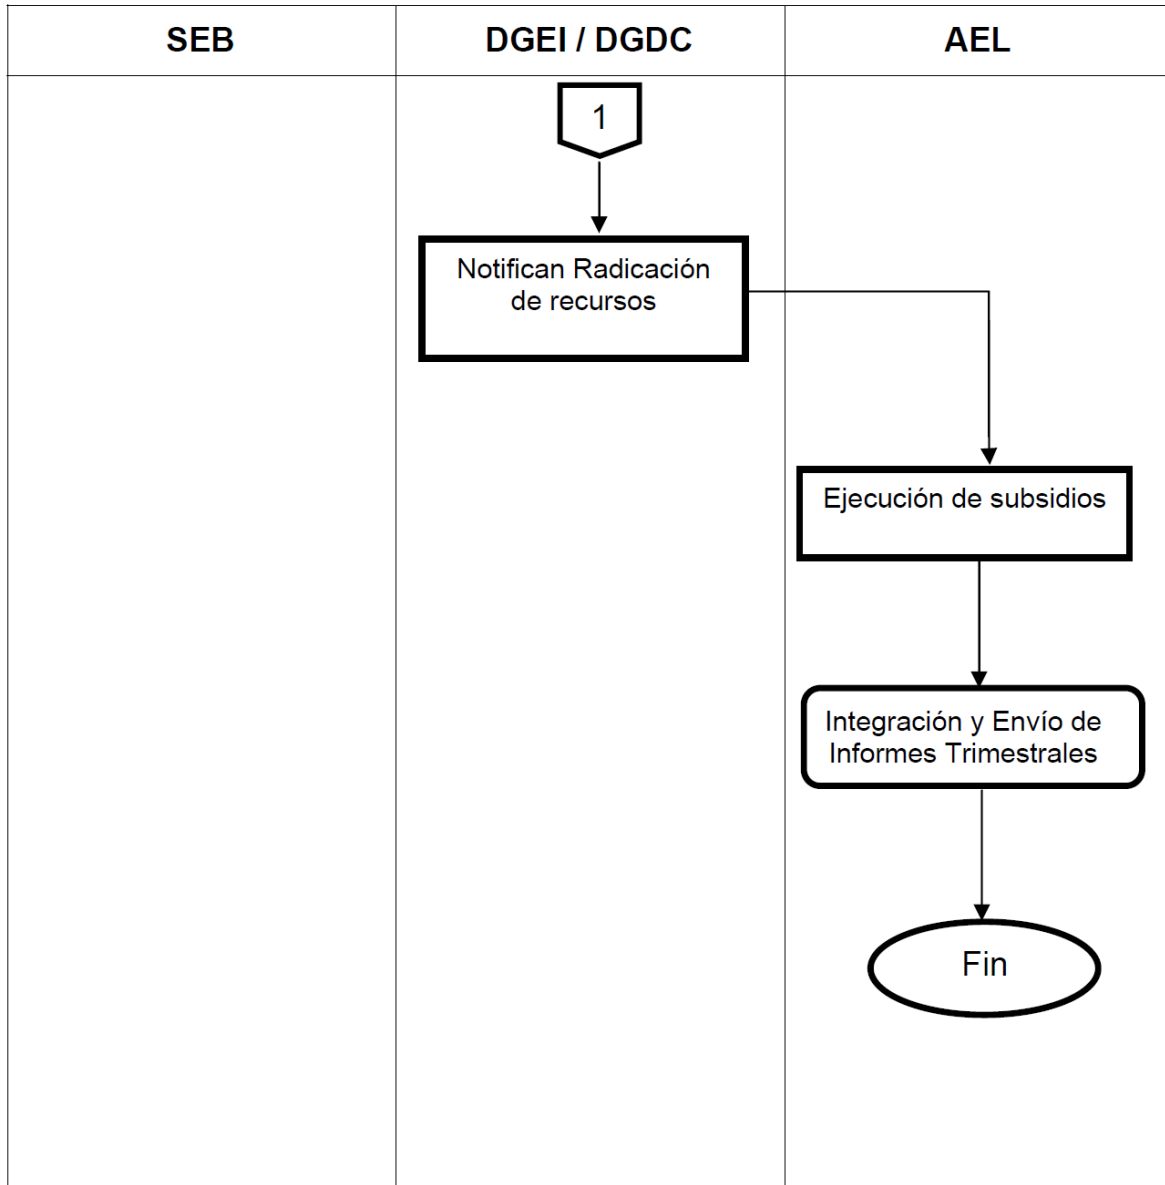 SEB
DGEI / DGDC
AEL
1
Notifican Radicación
de recursos
Ejecución de subsidios
Integración y Envío de
Informes Trimestrales
Fin